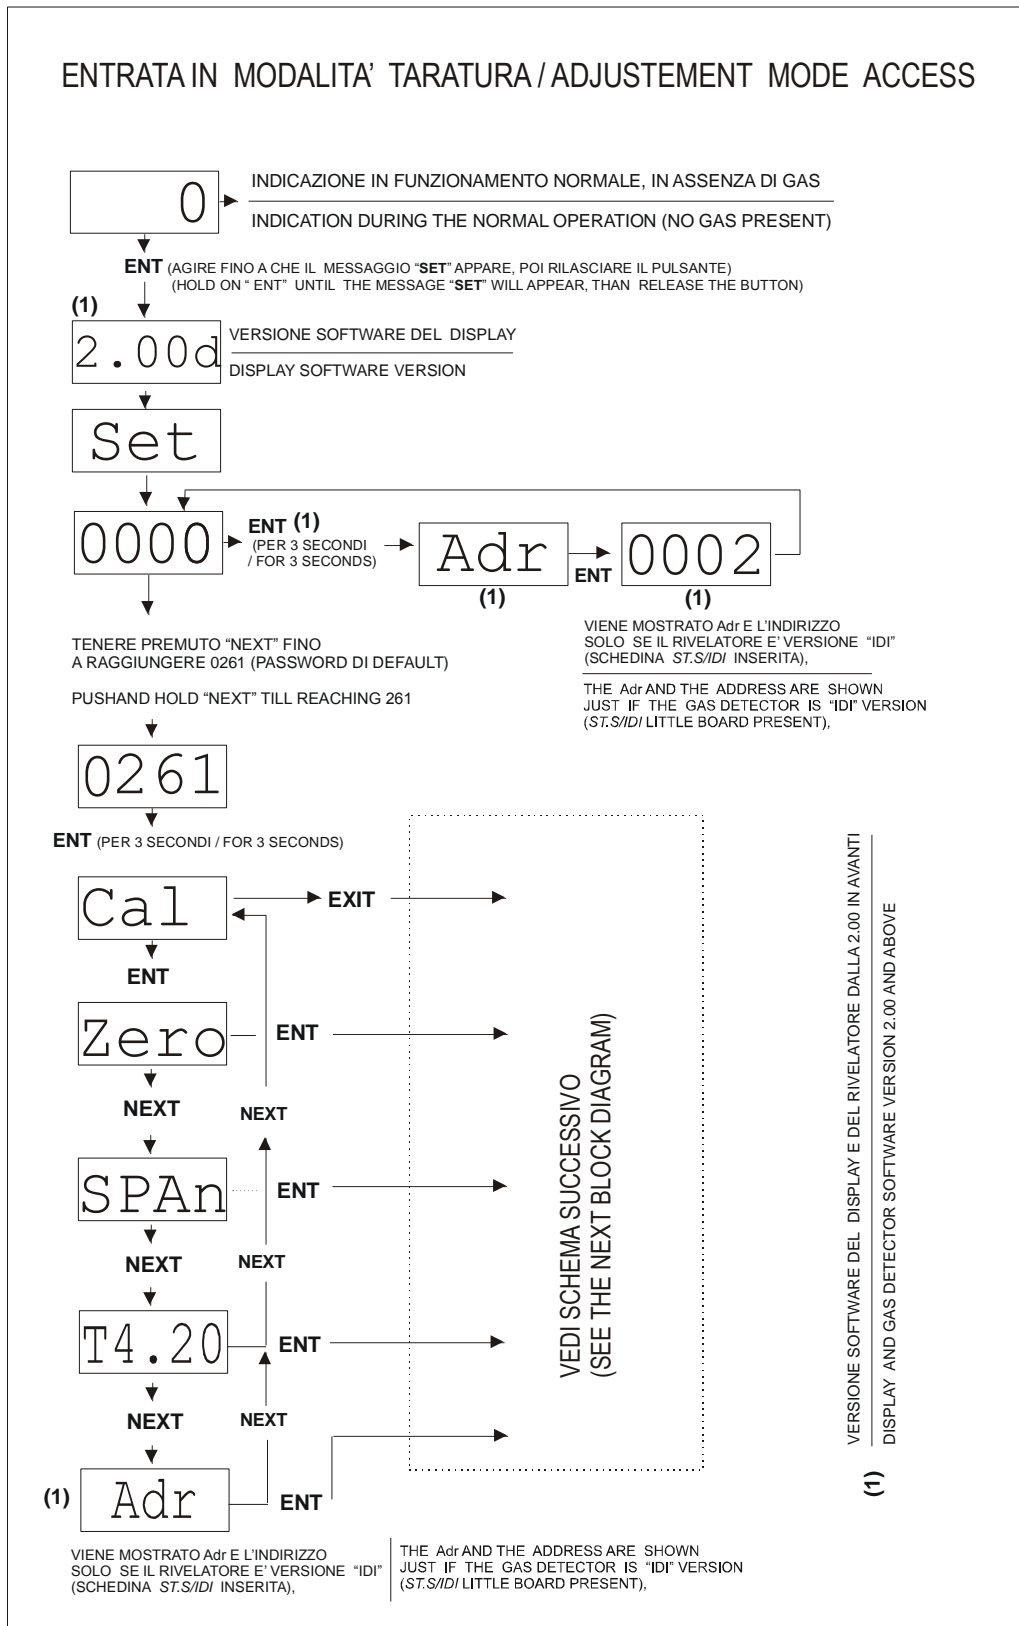 ENTRATA IN MODALITA' TARATURA / ADJUSTEMENT MODE ACCESS
0
INDICAZIONE IN FUNZIONAMENTO NORMALE, IN ASSENZA DI GAS
INDICATION DURING THE NORMAL OPERATION (NO GAS PRESENT)
ENT (AGIRE FINO A CHE IL MESSAGGIO “SET” APPARE, POI RILASCIARE IL PULSANTE)
(HOLD ON “ ENT” UNTIL THE MESSAGE “SET” WILL APPEAR, THAN RELEASE THE BUTTON)
(1)
2.00d
VERSIONE SOFTWARE DEL DISPLAY
DISPLAY SOFTWARE VERSION
Set
0000
ENT (1)
(PER 3 SECONDI
/ FOR 3 SECONDS)
Adr
(1)
ENT
0002
(1)
VIENE MOSTRATO Adr E L'INDIRIZZO
SOLO SE IL RIVELATORE E' VERSIONE “IDI”
(SCHEDINA ST.S/IDI INSERITA),
THE Adr AND THE ADDRESS ARE SHOWN
JUST IF THE GAS DETECTOR IS “IDI” VERSION
(ST.S/IDI LITTLE BOARD PRESENT),
TENERE PREMUTO “NEXT” FINO
A RAGGIUNGERE 0261 (PASSWORD DI DEFAULT)
PUSHAND HOLD “NEXT” TILL REACHING 261
0261
ENT (PER 3 SECONDI / FOR 3 SECONDS)
Cal
EXIT
ENT
Zero
ENT
NEXT
NEXT
SPAn
ENT
NEXT
NEXT
T4.20
ENT
NEXT
NEXT
(1)
Adr
ENT
VEDI SCHEMA SUCCESSIVO
(SEE THE NEXT BLOCK DIAGRAM)
(1)
VERSIONE SOFTWARE DEL DISPLAY E DEL RIVELATORE DALLA 2.00 IN AVANTI
DISPLAY AND GAS DETECTOR SOFTWARE VERSION 2.00 AND ABOVE
VIENE MOSTRATO Adr E L'INDIRIZZO
SOLO SE IL RIVELATORE E' VERSIONE “IDI”
(SCHEDINA ST.S/IDI INSERITA),
THE Adr AND THE ADDRESS ARE SHOWN
JUST IF THE GAS DETECTOR IS “IDI” VERSION
(ST.S/IDI LITTLE BOARD PRESENT),